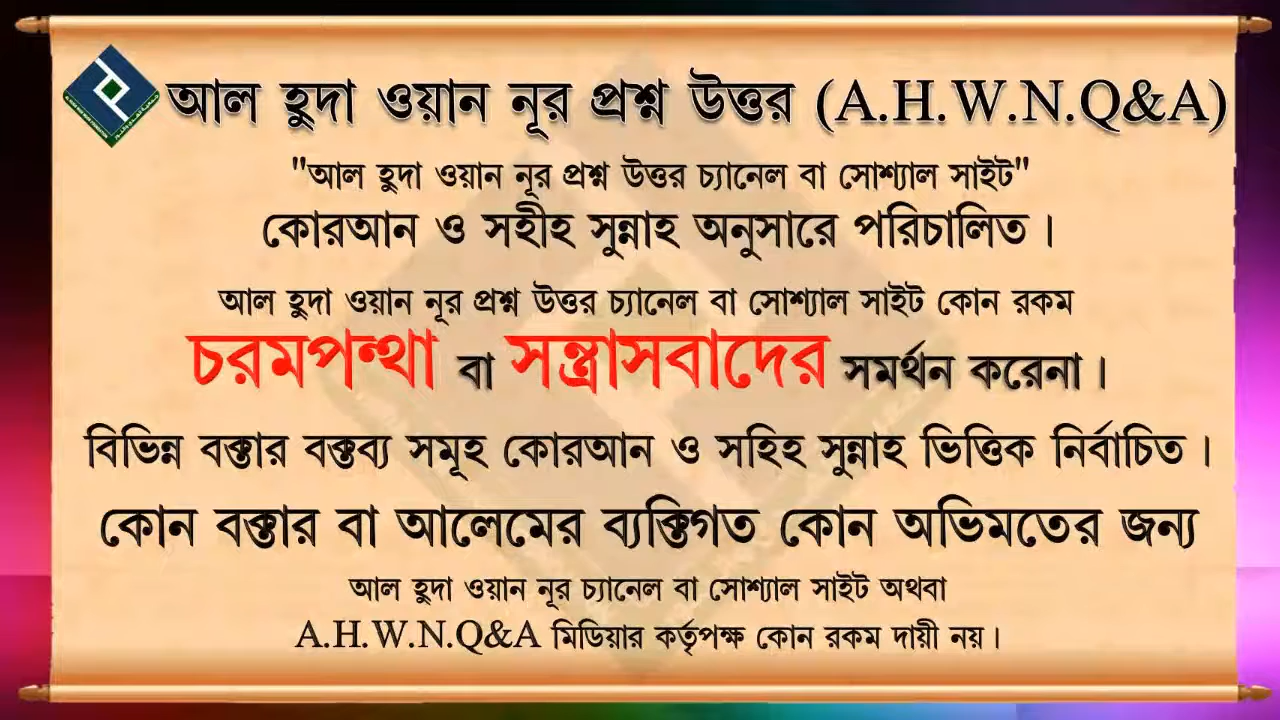 আল হুদা ওয়ান নূর প্রশ্ন উত্তর (A.H.W.N.Q&A)
"আল হুদা ওয়ান নূর প্রশ্ন উত্তর চ্যানেল বা সোশ্যাল সাইট"
কোরআন ও সহীহ সুন্নাহ অনুসারে পরিচালিত।
আল হুদা ওয়ান নূর প্রশ্ন উত্তর চ্যানেল বা সোশ্যাল সাইট কোন রকম
চরমপন্থা বা সন্ত্রাসবাদের সমর্থন করেনা।
বিভিন্ন বক্তার বক্তব্য সমূহ কোরআন ও সহিহ সুন্নাহ ভিত্তিক নির্বাচিত।
কোন বক্তার বা আলেমের ব্যক্তিগত কোন অভিমতের জন্য
আল হুদা ওয়ান নূর চ্যানেল বা সোশ্যাল সাইট অথবা
A.H.W.N.Q&A মিডিয়ার কর্তৃপক্ষ কোন রকম দায়ী নয়।